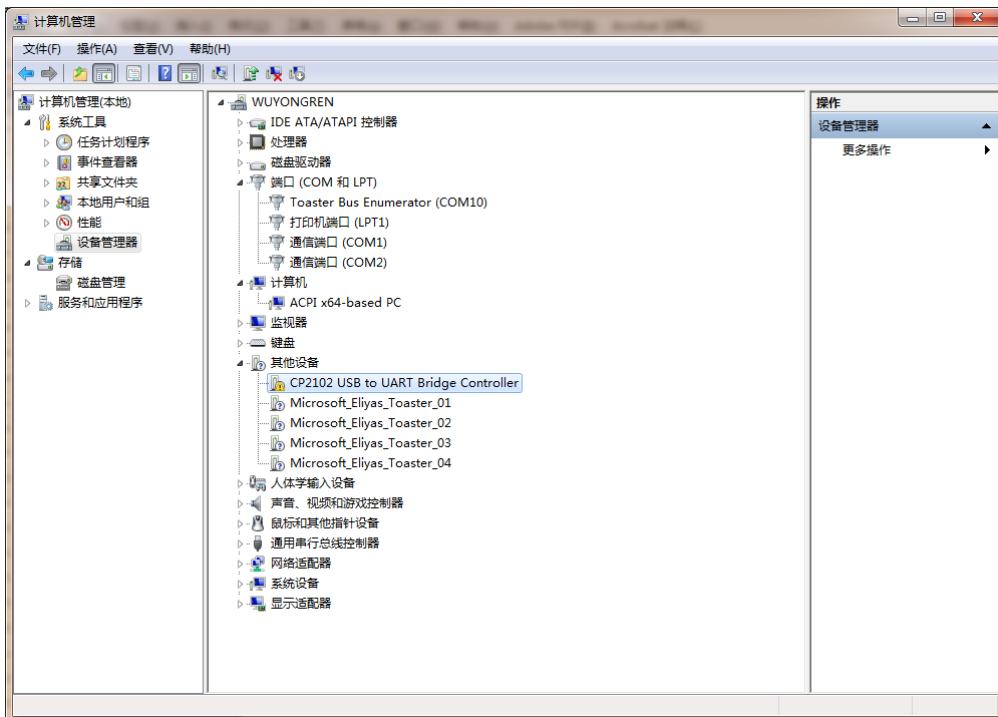 计算机管理
文件(F) 操作(A) 查看(V) 帮助(H)
计算机管理(本地)
系统工具
任务计划程序
事件查看器
共享文件夹
本地用户和组
性能
设备管理器
存储
磁盘管理
服务和应用程序
WUYONGREN
IDE ATA/ATAPI 控制器
处理器
磁盘驱动器
端口 (COM 和 LPT)
Toaster Bus Enumerator (COM10)
打印机端口 (LPT1)
通信端口 (COM1)
通信端口 (COM2)
计算机
ACPI x64-based PC
监视器
键盘
其他设备
CP2102 USB to UART Bridge Controller
Microsoft_Eliyas_Toaster_01
Microsoft_Eliyas_Toaster_02
Microsoft_Eliyas_Toaster_03
Microsoft_Eliyas_Toaster_04
人体学输入设备
声音、视频和游戏控制器
鼠标和其他指针设备
通用串行总线控制器
网络适配器
系统设备
显示适配器
操作
设备管理器
更多操作